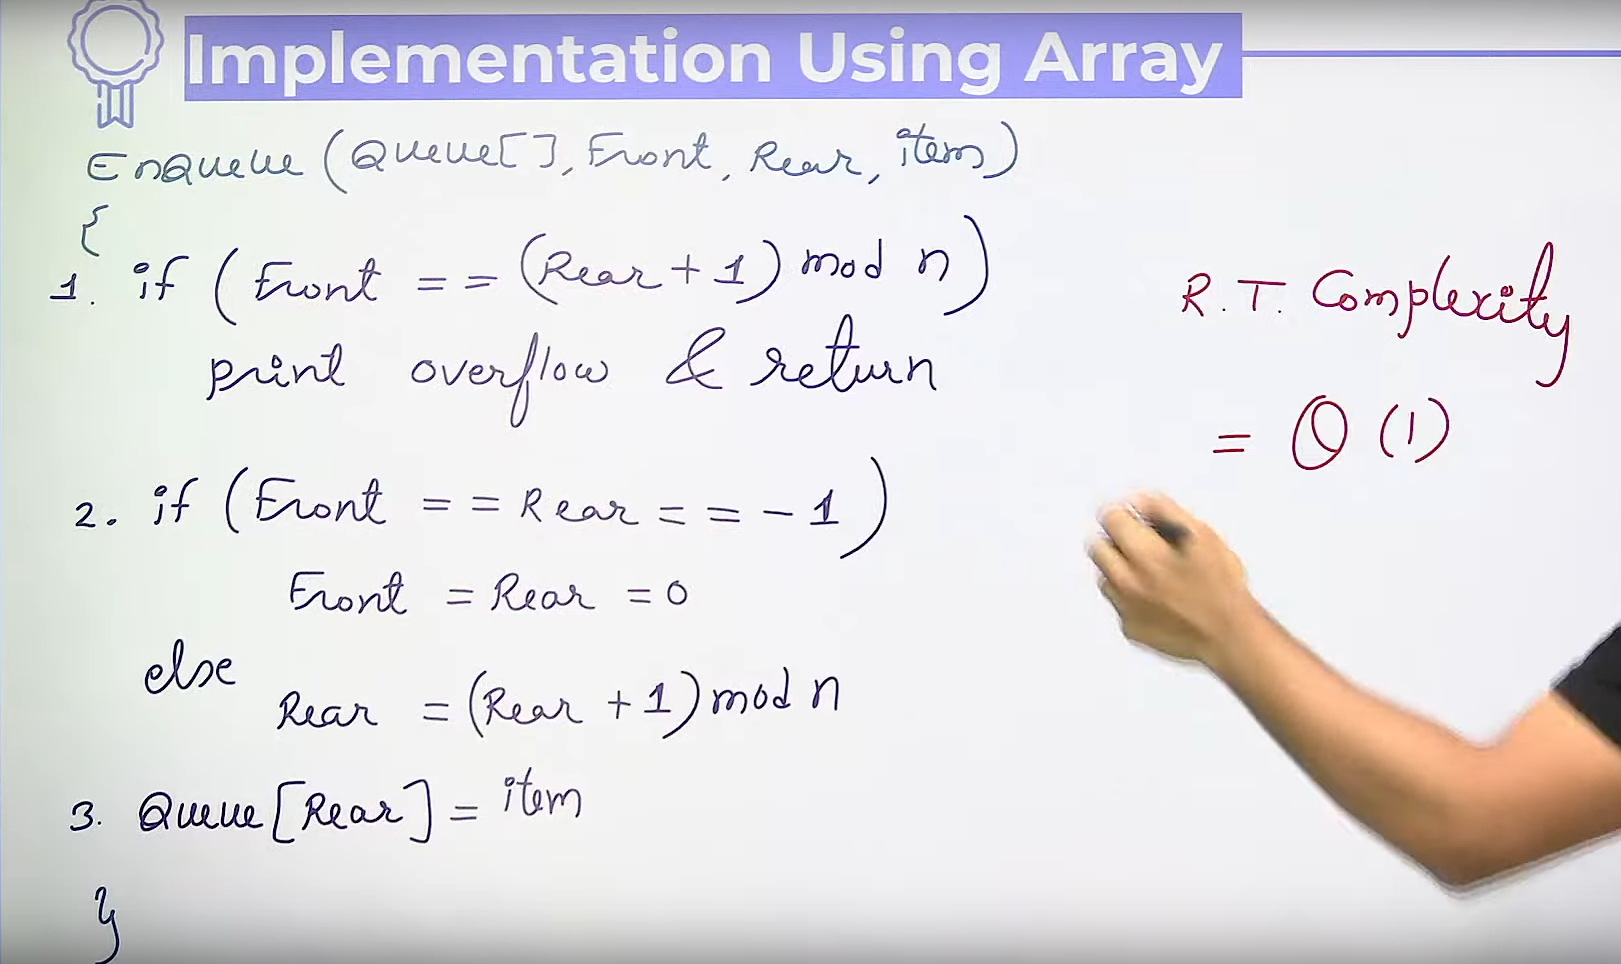 Implementation Using Array
EnQueue (Queue[], Front, Rear, item)
{
1. if (Front == (Rear + 1) mod n)
print overflow & return
2. if (Front == Rear == -1)
Front = Rear = 0
else
Rear = (Rear + 1) mod n
3. Queue[Rear] = item
}
R.T. Complexity
= O(1)